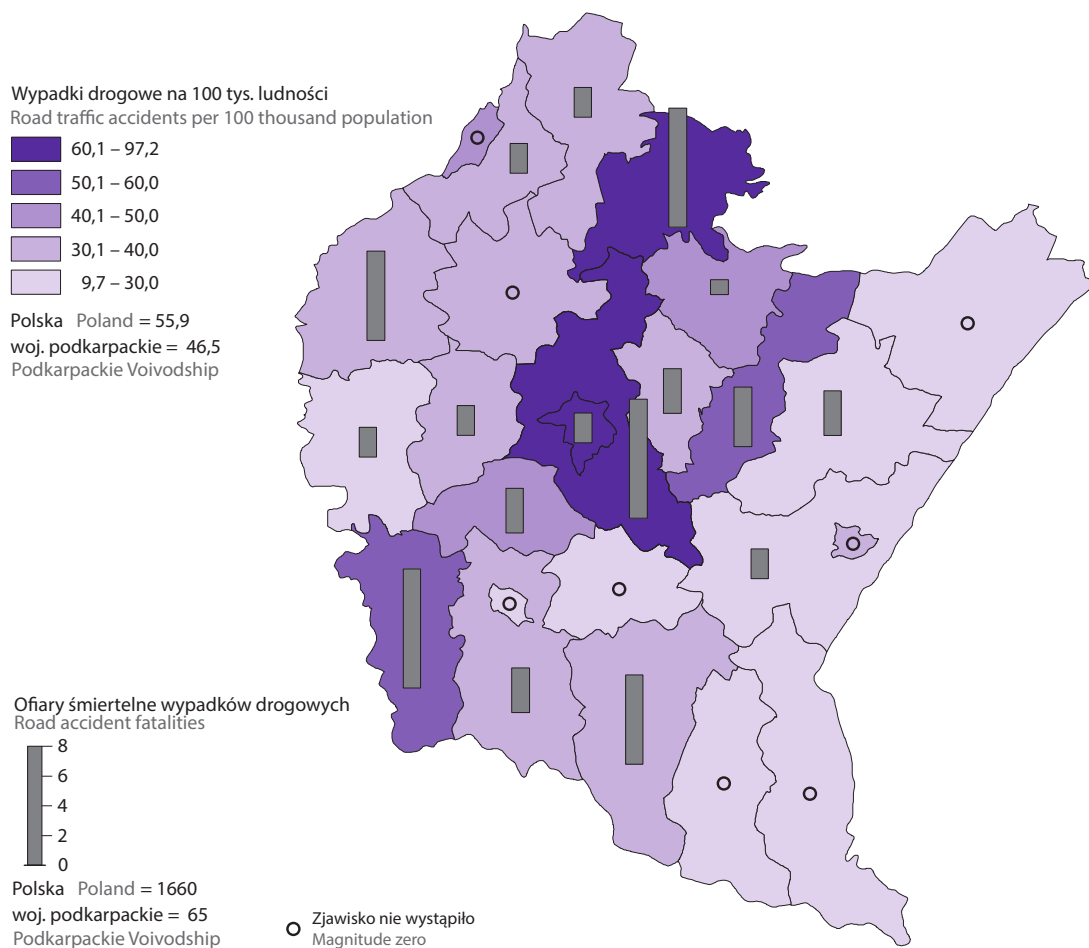 Wypadki drogowe na 100 tys. ludności
Road traffic accidents per 100 thousand population
60,1 – 97,2
50,1 – 60,0
40,1 – 50,0
30,1 – 40,0
9,7 – 30,0
Polska Poland = 55,9
woj. podkarpackie = 46,5
Podkarpackie Voivodship
Ofiary śmiertelne wypadków drogowych
Road accident fatalities
8
6
4
2
0
Polska Poland = 1660
woj. podkarpackie = 65
Podkarpackie Voivodship
Zjawisko nie wystąpiło
Magnitude zero